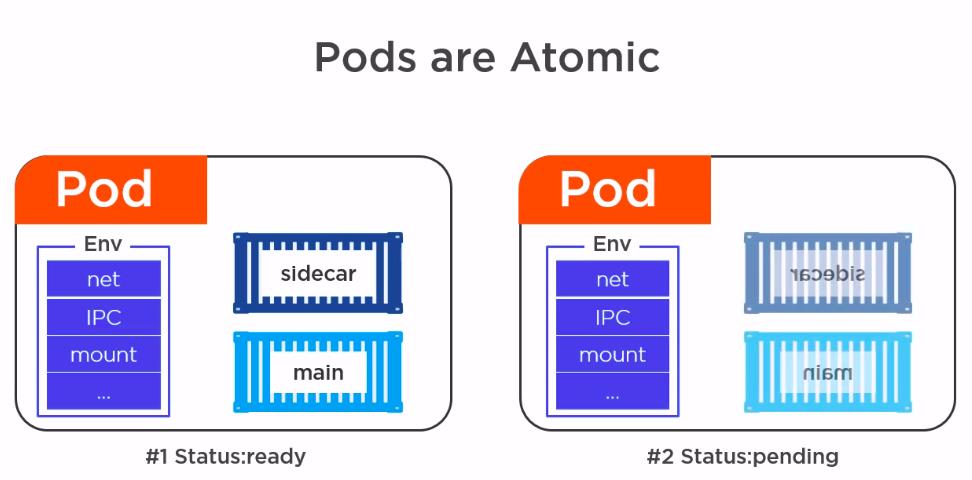 Pods are Atomic
Pod
Env
net
IPC
mount
...
sidecar
main
#1 Status:ready
Pod
Env
net
IPC
mount
...
sidecar
main
#2 Status:pending